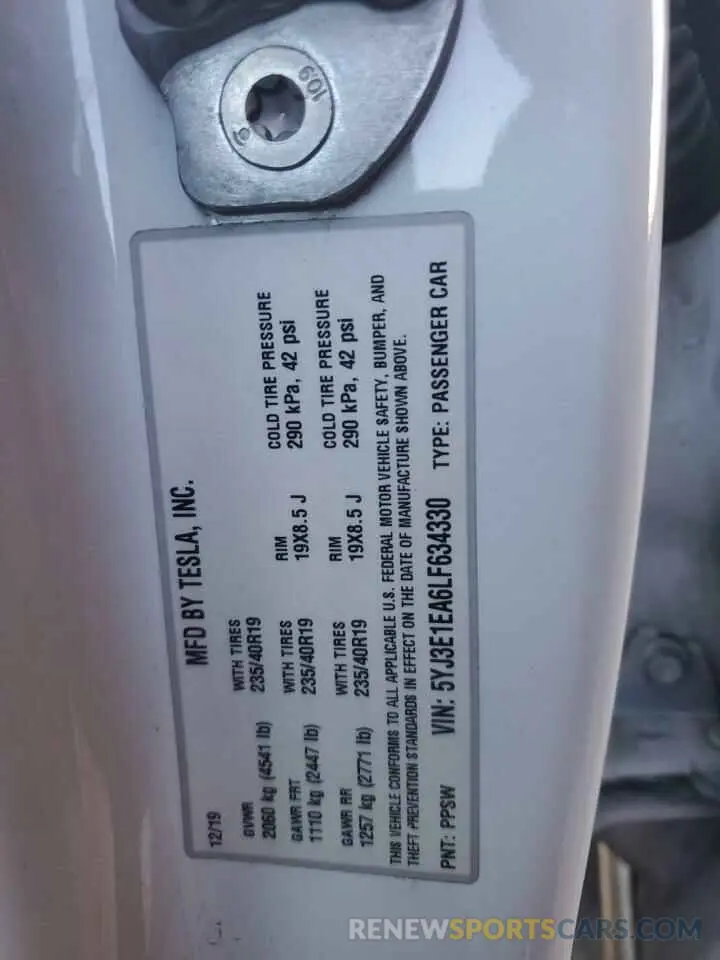 109
MFD BY TESLA, INC.
12/19
GVWR WITH TIRES
2060 kg (4541 lb) 235/40R19
GAWR FRT WITH TIRES RIM COLD TIRE PRESSURE
1110 kg (2447 lb) 235/40R19 19X8.5 J 290 kPa, 42 psi
GAWR RR WITH TIRES RIM COLD TIRE PRESSURE
1257 kg (2771 lb) 235/40R19 19X8.5 J 290 kPa, 42 psi
THIS VEHICLE CONFORMS TO ALL APPLICABLE U.S. FEDERAL MOTOR VEHICLE SAFETY, BUMPER, AND
THEFT PREVENTION STANDARDS IN EFFECT ON THE DATE OF MANUFACTURE SHOWN ABOVE.
PNT: PPSW VIN: 5YJ3E1EA6LF634330 TYPE: PASSENGER CAR
RENEWSPORTSCARS.COM